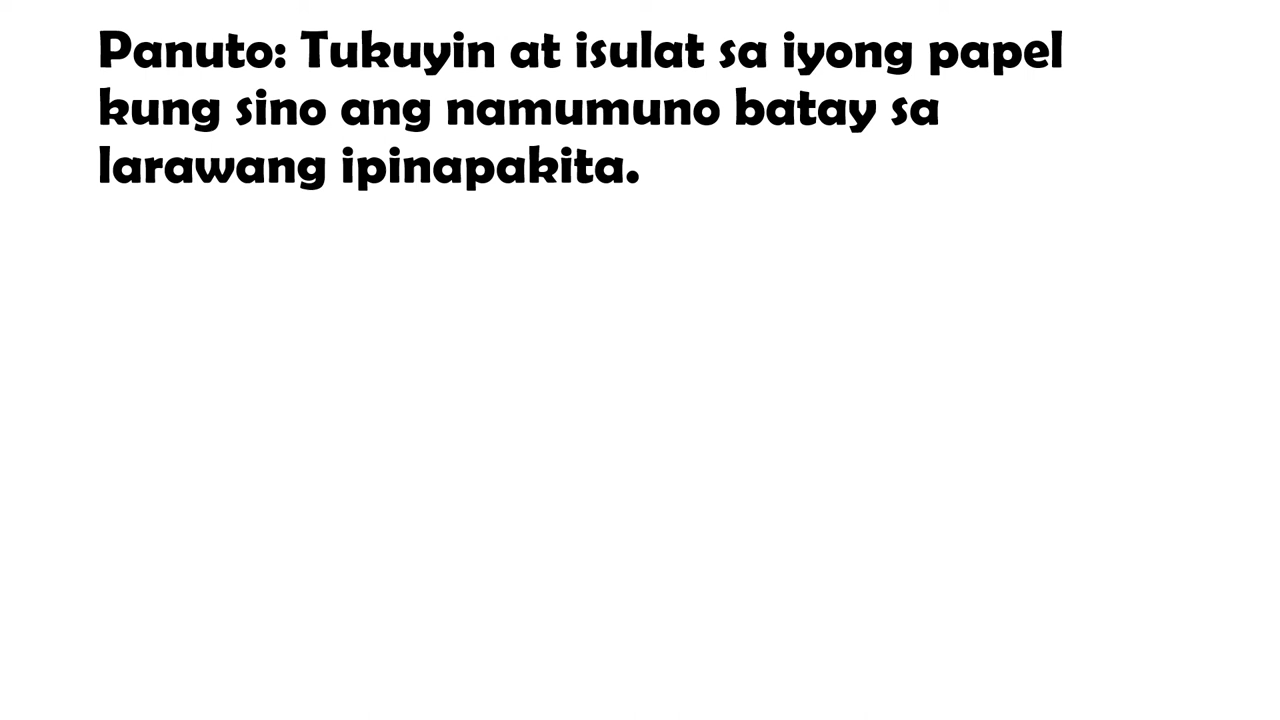 Panuto: Tukuyin at isulat sa iyong papel
kung sino ang namumuno batay sa
larawang ipinapakita.